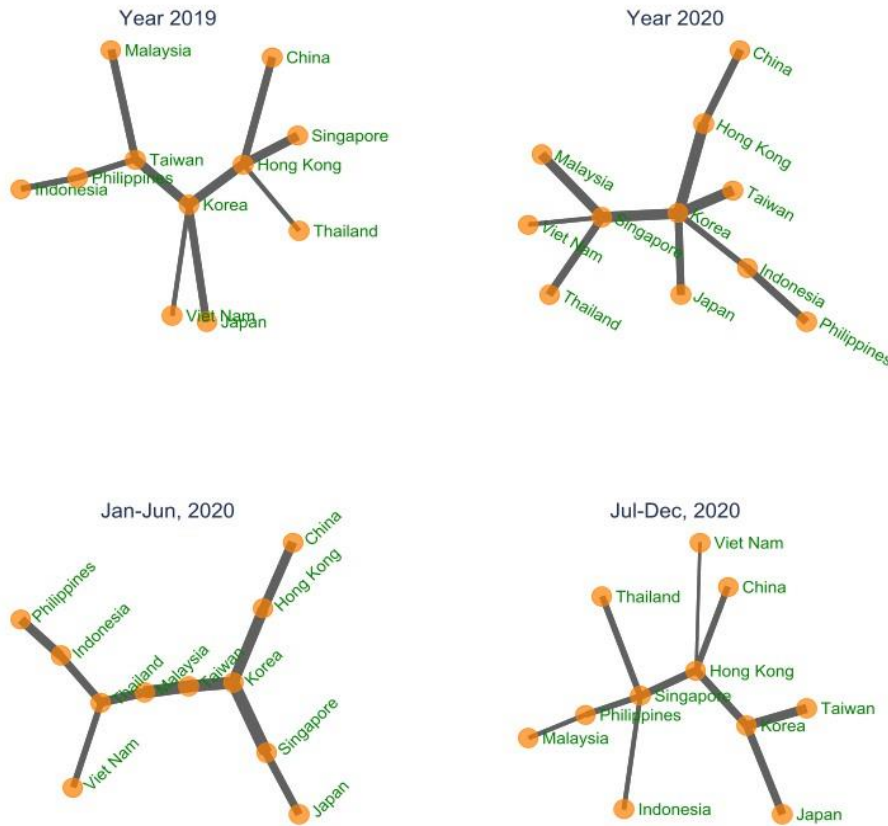 Year 2019
Malaysia
China
Singapore
Taiwan
Hong Kong
Philippines
Indonesia
Korea
Thailand
Viet Nam
Japan
Year 2020
China
Hong Kong
Malaysia
Taiwan
Korea
Singapore
Viet Nam
Indonesia
Thailand
Japan
Philippines
Jan-Jun, 2020
China
Hong Kong
Philippines
Indonesia
Thailand
Malaysia
Taiwan
Korea
Singapore
Viet Nam
Japan
Jul-Dec, 2020
Viet Nam
Thailand
China
Hong Kong
Singapore
Philippines
Taiwan
Malaysia
Korea
Indonesia
Japan